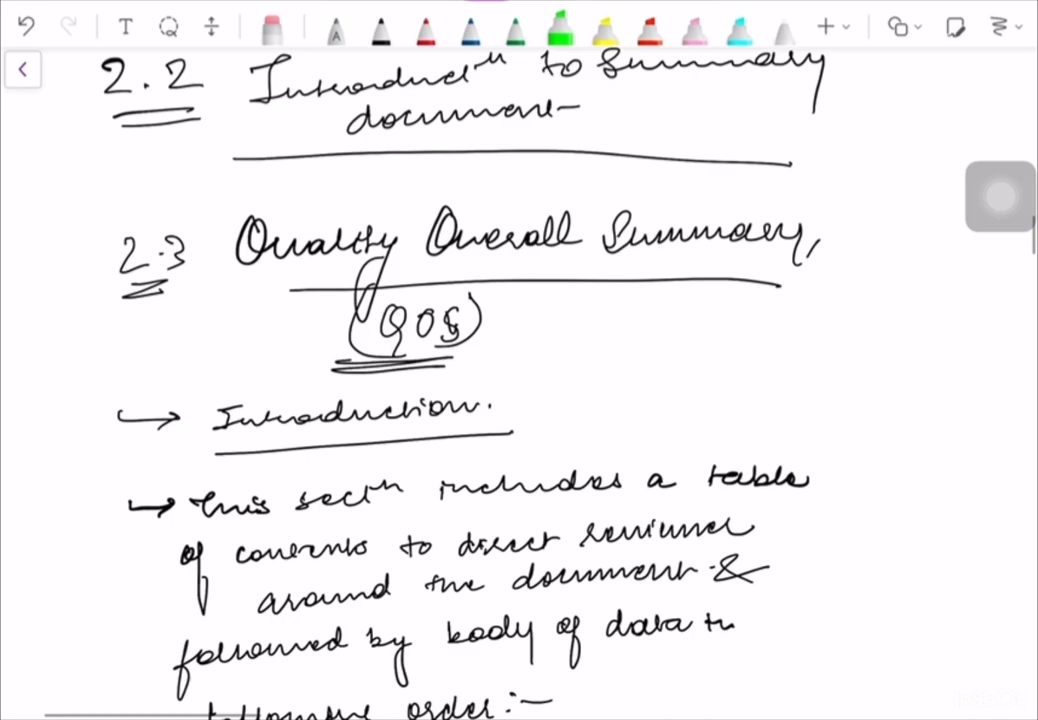 2.2 Introductⁿ to Summary
document
2.3 Quality Overall Summary,
(QOS)
→ Introduction.
→ This sectⁿ includes a table
of contents to direct reviewer
around the document &
followed by body of data in
following order:-